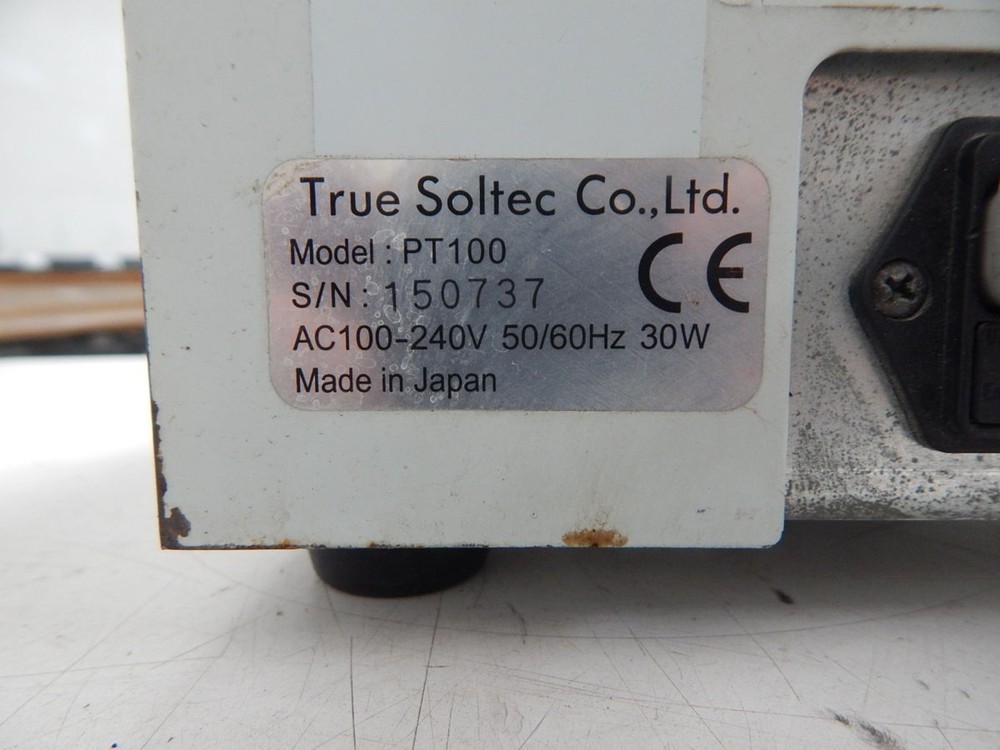 True Soltec Co.,Ltd.
Model : PT100
CE
S/N : 150737
AC100-240V 50/60Hz 30W
Made in Japan